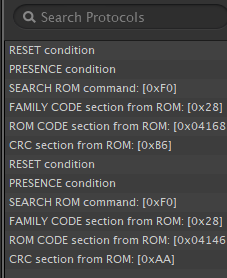 Search Protocols
RESET condition
PRESENCE condition
SEARCH ROM command: [0xF0]
FAMILY CODE section from ROM: [0x28]
ROM CODE section from ROM: [0x04168
CRC section from ROM: [0xB6]
RESET condition
PRESENCE condition
SEARCH ROM command: [0xF0]
FAMILY CODE section from ROM: [0x28]
ROM CODE section from ROM: [0x04146
CRC section from ROM: [0xAA]